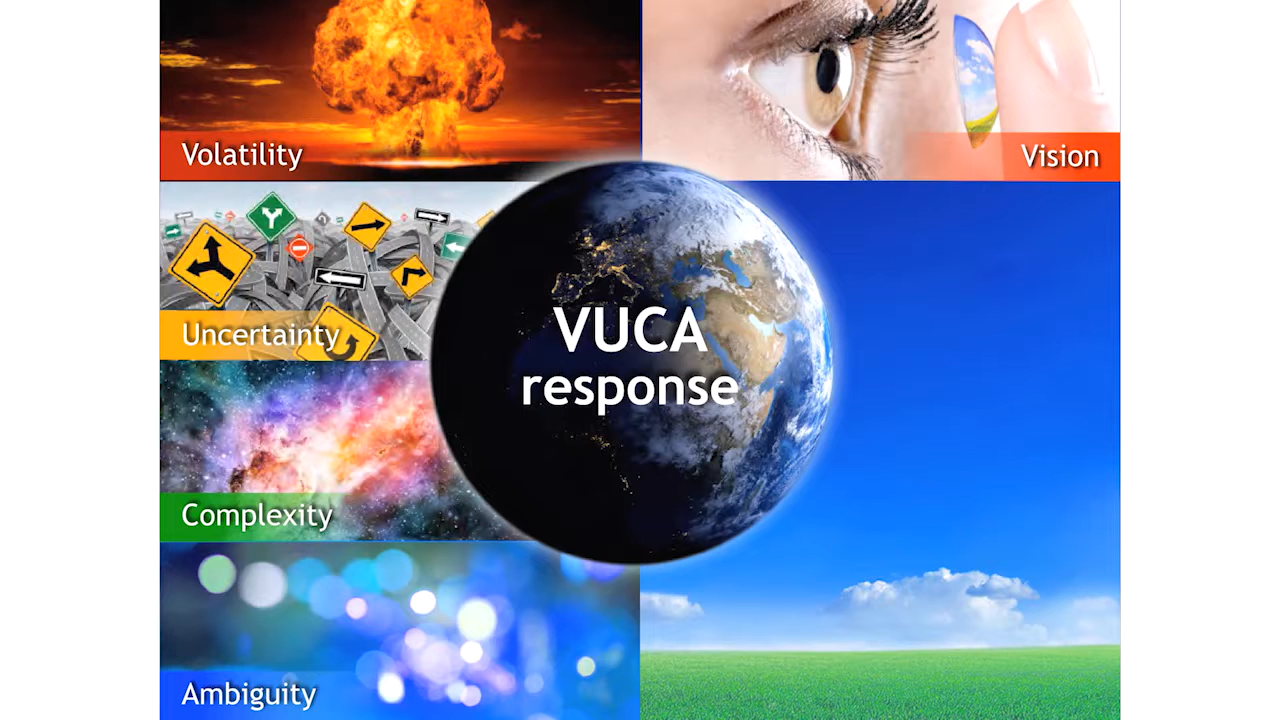 Volatility
Vision
Uncertainty
VUCA
response
Complexity
Ambiguity